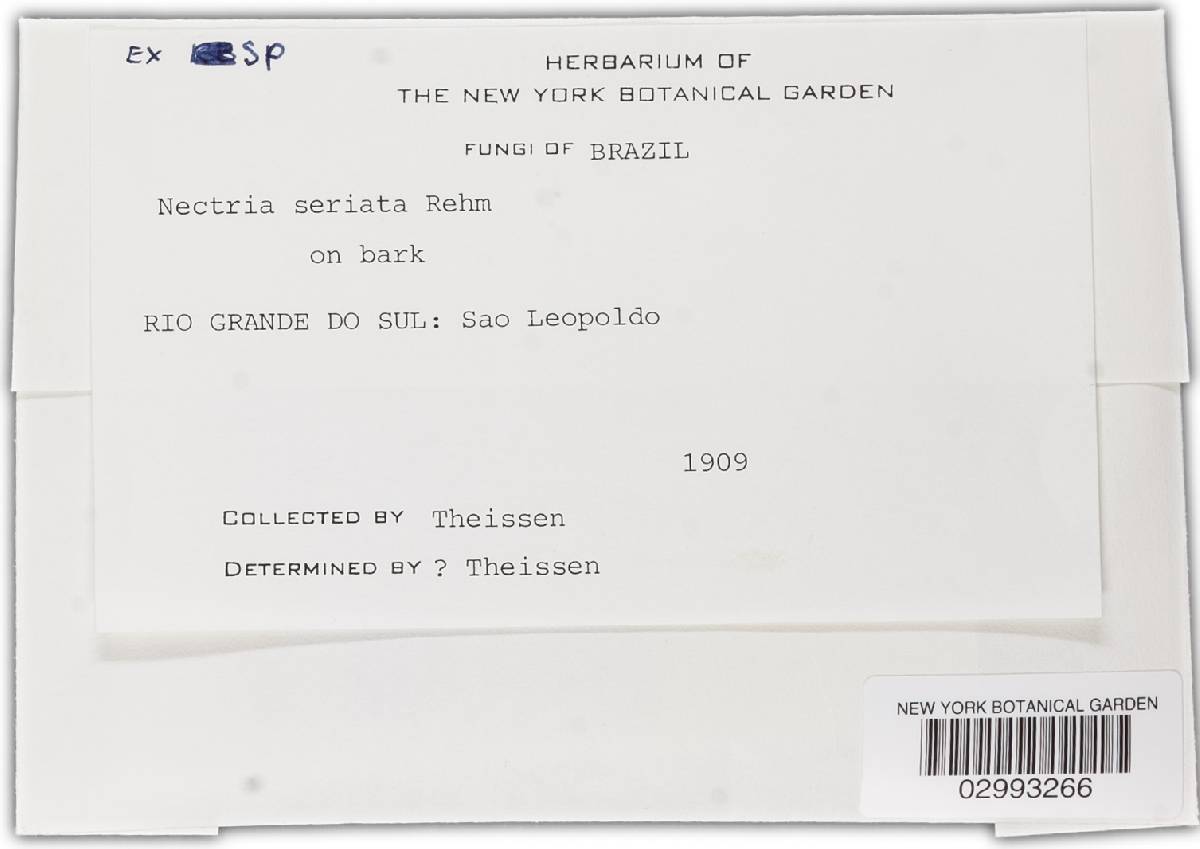 EX SP
HERBARIUM OF
THE NEW YORK BOTANICAL GARDEN
FUNGI OF BRAZIL
Nectria seriata Rehm
on bark
RIO GRANDE DO SUL: Sao Leopoldo
1909
COLLECTED BY Theissen
DETERMINED BY ? Theissen
NEW YORK BOTANICAL GARDEN
02993266